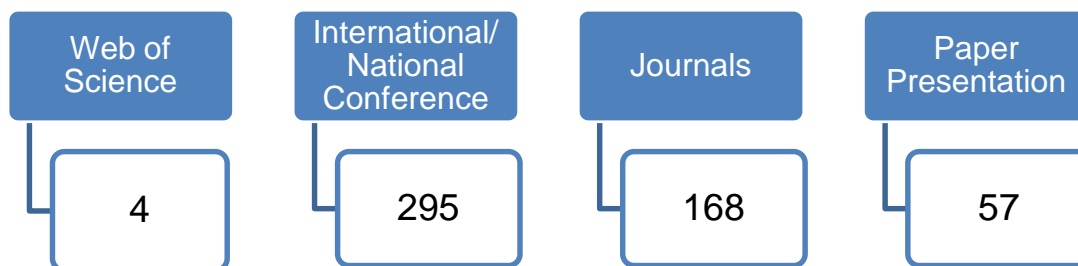 Web of
Science
4
International/
National
Conference
295
Journals
168
Paper
Presentation
57